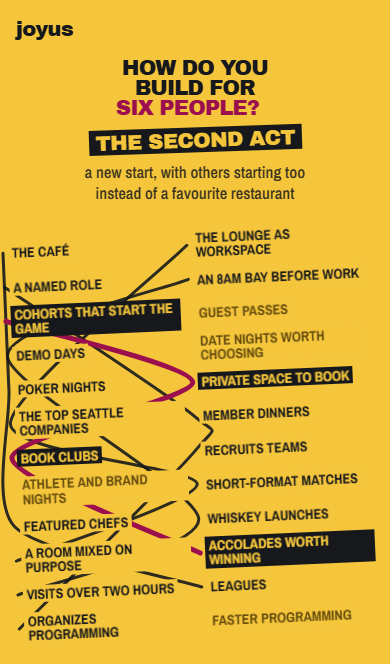 joyus
HOW DO YOU
BUILD FOR
SIX PEOPLE?
THE SECOND ACT
a new start, with others starting too
instead of a favourite restaurant
THE CAFÉ
A NAMED ROLE
COHORTS THAT START THE
GAME
DEMO DAYS
POKER NIGHTS
THE TOP SEATTLE
COMPANIES
BOOK CLUBS
ATHLETE AND BRAND
NIGHTS
FEATURED CHEFS
A ROOM MIXED ON
PURPOSE
VISITS OVER TWO HOURS
ORGANIZES
PROGRAMMING
THE LOUNGE AS
WORKSPACE
AN 8AM BAY BEFORE WORK
GUEST PASSES
DATE NIGHTS WORTH
CHOOSING
PRIVATE SPACE TO BOOK
MEMBER DINNERS
RECRUITS TEAMS
SHORT-FORMAT MATCHES
WHISKEY LAUNCHES
ACCOLADES WORTH
WINNING
LEAGUES
FASTER PROGRAMMING